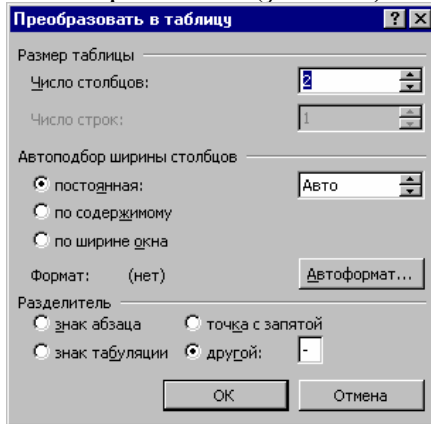 Преобразовать в таблицу
Размер таблицы
Число столбцов: 2
Число строк: 1
Автоподбор ширины столбцов
постоянная: Авто
по содержимому
по ширине окна
Формат: (нет) Автоформат...
Разделитель
знак абзаца точка с запятой
знак табуляции другой: -
ОК Отмена